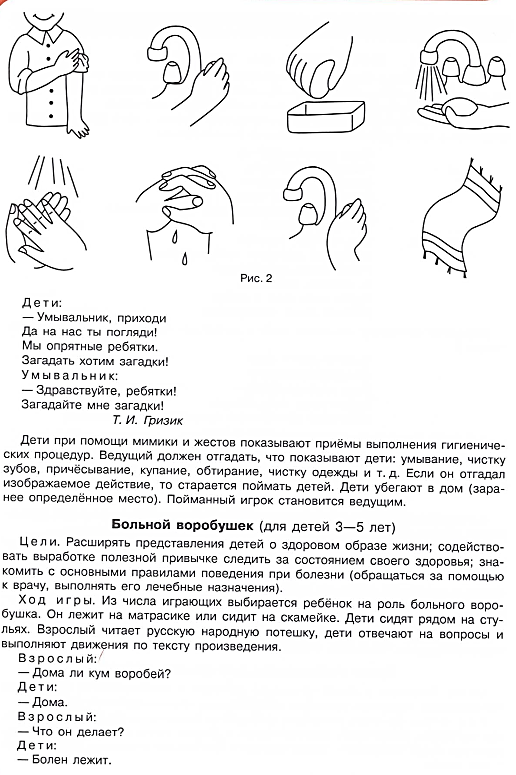 Рис. 2
Дети:
— Умывальник, приходи
Да на нас ты погляди!
Мы опрятные ребятки.
Загадать хотим загадки!
Умывальник:
— Здравствуйте, ребятки!
Загадайте мне загадки!
Т. И. Гризик
Дети при помощи мимики и жестов показывают приёмы выполнения гигиениче-
ских процедур. Ведущий должен отгадать, что показывают дети: умывание, чистку
зубов, причёсывание, купание, обтирание, чистку одежды и т. д. Если он отгадал
изображаемое действие, то старается поймать детей. Дети убегают в дом (зара-
нее определённое место). Пойманный игрок становится ведущим.
Больной воробушек (для детей 3—5 лет)
Цели. Расширять представления детей о здоровом образе жизни; содейство-
вать выработке полезной привычке следить за состоянием своего здоровья; зна-
комить с основными правилами поведения при болезни (обращаться за помощью
к врачу, выполнять его лечебные назначения).
Ход игры. Из числа играющих выбирается ребёнок на роль больного воро-
бушка. Он лежит на матрасике или сидит на скамейке. Дети сидят рядом на сту-
льях. Взрослый читает русскую народную потешку, дети отвечают на вопросы и
выполняют движения по тексту произведения.
Взрослый:
— Дома ли кум воробей?
Дети:
— Дома.
Взрослый:
— Что он делает?
Дети:
— Болен лежит.